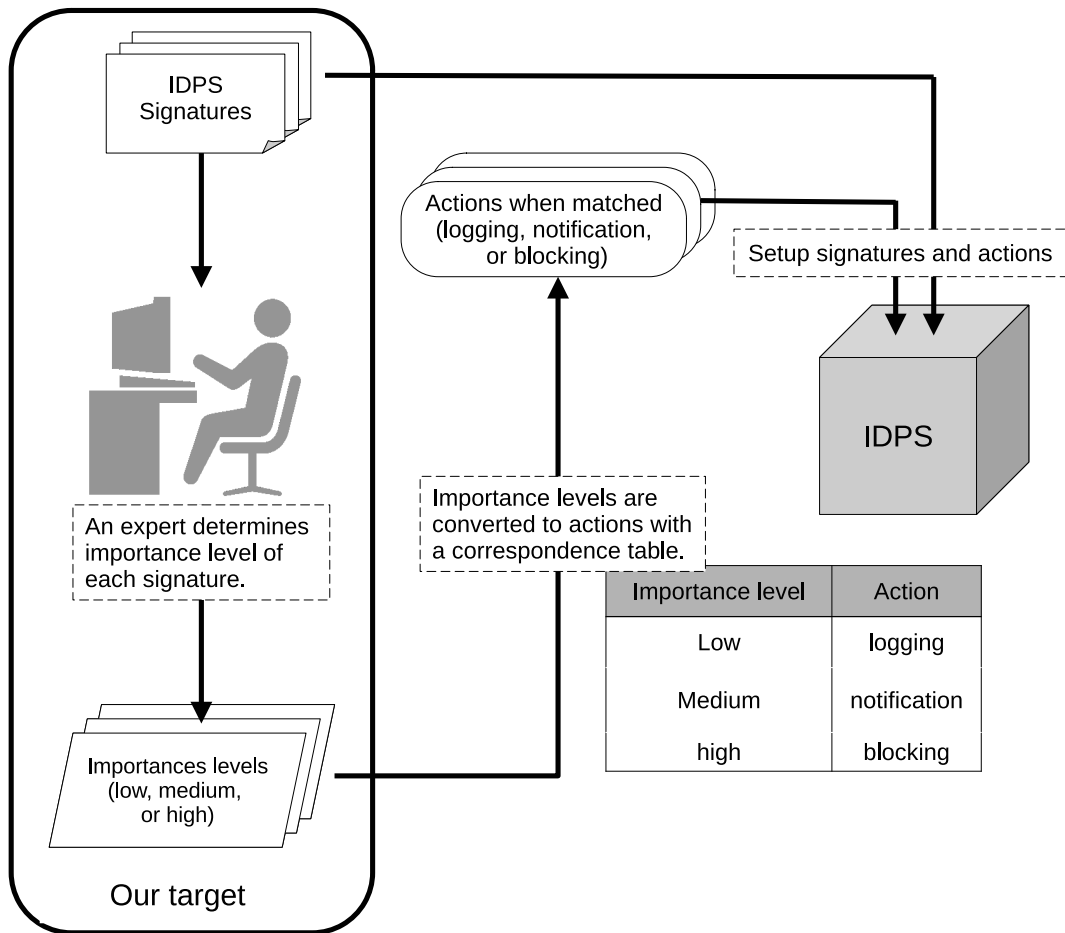 IDPS
Signatures
Actions when matched
(logging, notification,
or blocking)
Setup signatures and actions
IDPS
An expert determines
importance level of
each signature.
Importance levels are
converted to actions with
a correspondence table.
Importance level Action
Low logging
Medium notification
high blocking
Importances levels
(low, medium,
or high)
Our target